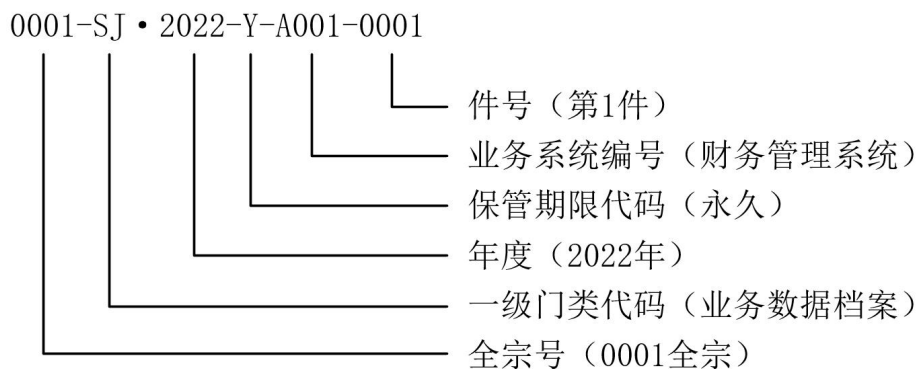 0001-SJ·2022-Y-A001-0001
件号（第1件）
业务系统编号（财务管理系统）
保管期限代码（永久）
年度（2022年）
一级门类代码（业务数据档案）
全宗号（0001全宗）